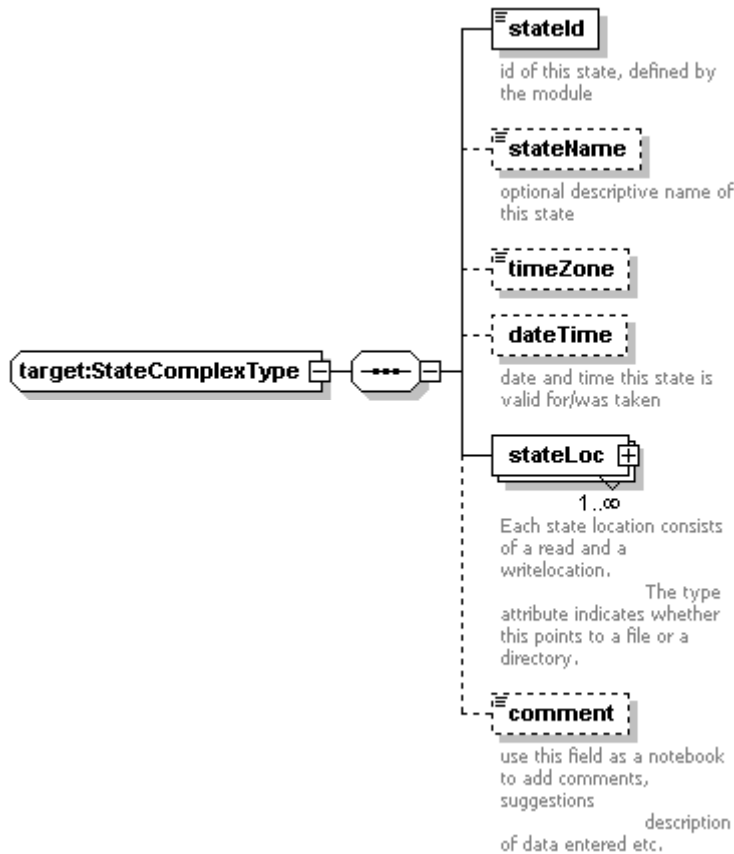 stateId
id of this state, defined by
the module
stateName
optional descriptive name of
this state
timeZone
dateTime
date and time this state is
valid for/was taken
target:StateComplexType
stateLoc
1..∞
Each state location consists
of a read and a
writelocation.
The type
attribute indicates whether
this points to a file or a
directory.
comment
use this field as a notebook
to add comments,
suggestions
description
of data entered etc.